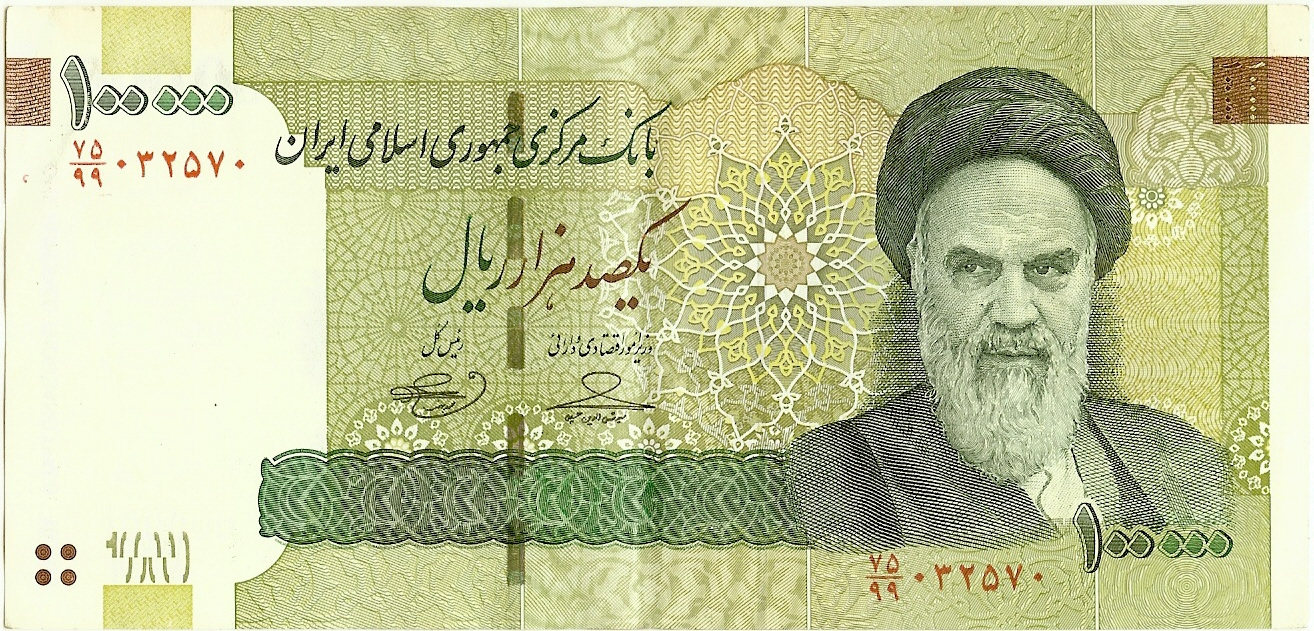 ۱۰۰۰۰۰
۷۵/۹۹ ۰۳۲۵۷۰
بانک مرکزی جمهوری اسلامی ایران
یکصد هزار ریال
وزیر امور اقتصادی و دارائی
رئیس کل
۱۰۰۰۰۰
۷۵/۹۹ ۰۳۲۵۷۰